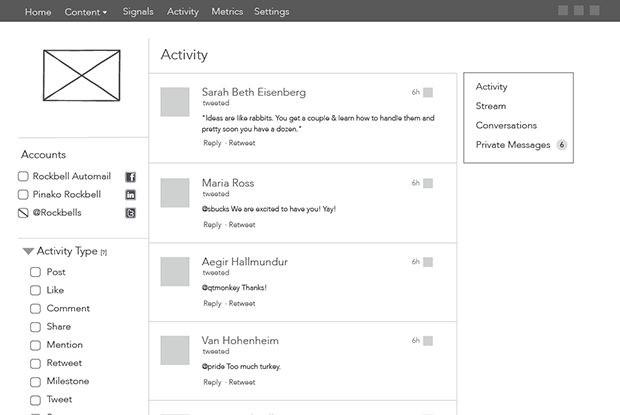 Home Content Signals Activity Metrics Settings
Activity
Sarah Beth Eisenberg 6h
tweeted
"Ideas are like rabbits. You get a couple & learn how to handle them and
pretty soon you have a dozen."
Reply · Retweet
Maria Ross 6h
tweeted
@sbucks We are excited to have you! Yay!
Reply · Retweet
Aegir Hallmundur 6h
tweeted
@qtmonkey Thanks!
Reply · Retweet
Van Hohenheim 6h
tweeted
@pride Too much turkey.
Reply · Retweet
Activity
Stream
Conversations
Private Messages 6
Accounts
Rockbell Automail f
Pinako Rockbell in
@Rockbells t
Activity Type [?]
Post
Like
Comment
Share
Mention
Retweet
Milestone
Tweet